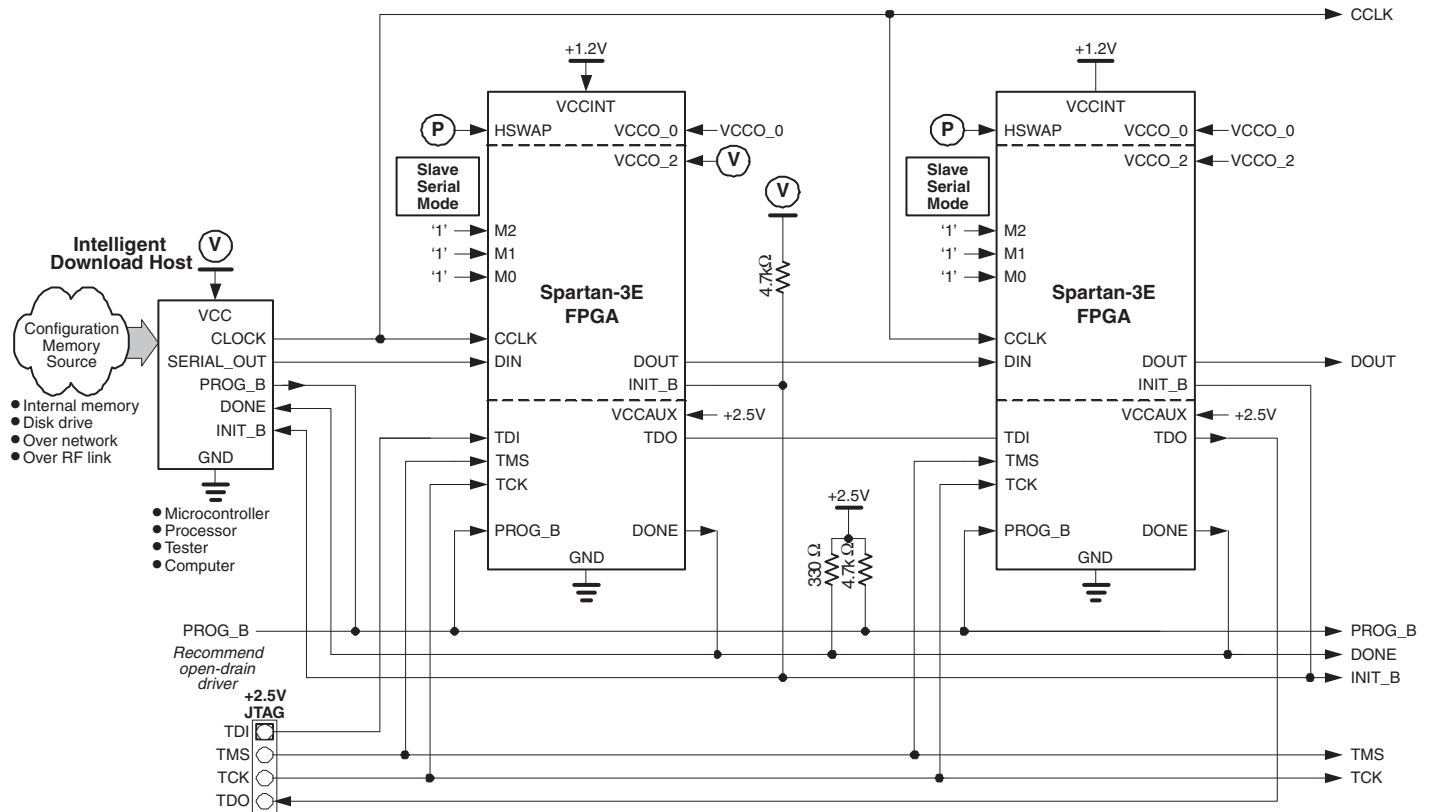 CCLK
+1.2V
+1.2V
VCCINT
VCCINT
P
HSWAP
VCCO_0
VCCO_0
P
HSWAP
VCCO_0
VCCO_0
VCCO_2
V
VCCO_2
VCCO_2
Slave
Serial
Mode
V
Slave
Serial
Mode
'1'
M2
'1'
M1
'1'
M0
'1'
M2
'1'
M1
'1'
M0
Intelligent
Download Host
V
4.7kΩ
Spartan-3E
FPGA
Spartan-3E
FPGA
Configuration
Memory
Source
VCC
CLOCK
SERIAL_OUT
PROG_B
DONE
INIT_B
GND
CCLK
DIN
DOUT
INIT_B
CCLK
DIN
DOUT
INIT_B
DOUT
• Internal memory
• Disk drive
• Over network
• Over RF link
VCCAUX
+2.5V
TDI
TDO
TMS
TCK
VCCAUX
+2.5V
TDI
TDO
TMS
TCK
• Microcontroller
• Processor
• Tester
• Computer
PROG_B
DONE
GND
+2.5V
330 Ω
4.7k Ω
PROG_B
DONE
GND
PROG_B
PROG_B
Recommend
open-drain
driver
DONE
INIT_B
+2.5V
JTAG
TDI
TMS
TMS
TCK
TCK
TDO